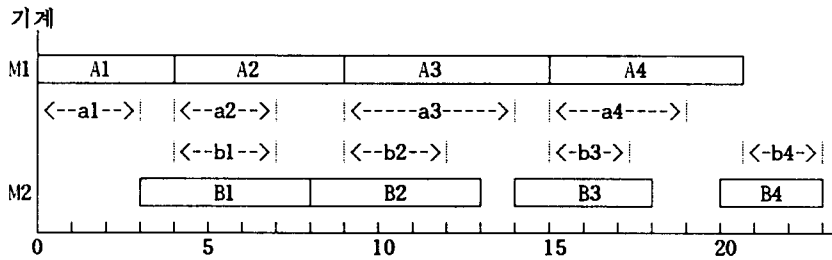 기계
M1 A1 A2 A3 A4
<--a1--> <--a2--> <-----a3-----> <----a4---->
<--b1--> <--b2--> <-b3--> <-b4-->
M2 B1 B2 B3 B4
0 5 10 15 20